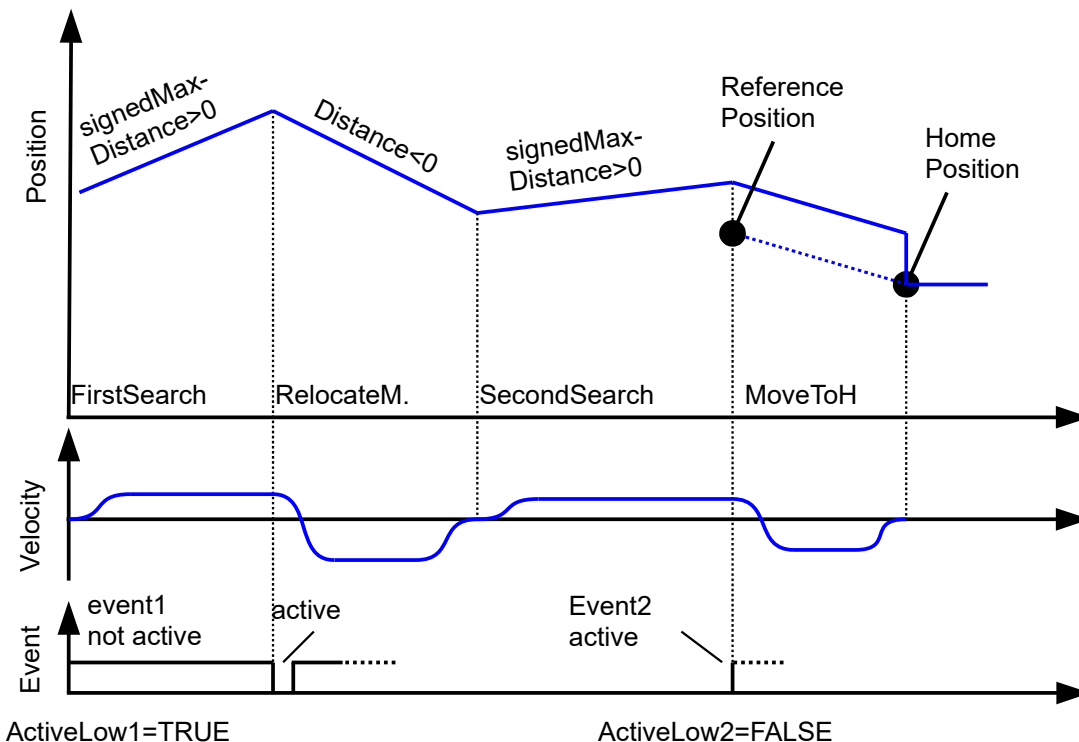 signedMax-
Distance>0
Distance<0
signedMax-
Distance>0
Reference
Position
Home
Position
Position
FirstSearch
RelocateM.
SecondSearch
MoveToH
Velocity
event1
not active
active
Event2
active
Event
ActiveLow1=TRUE
ActiveLow2=FALSE